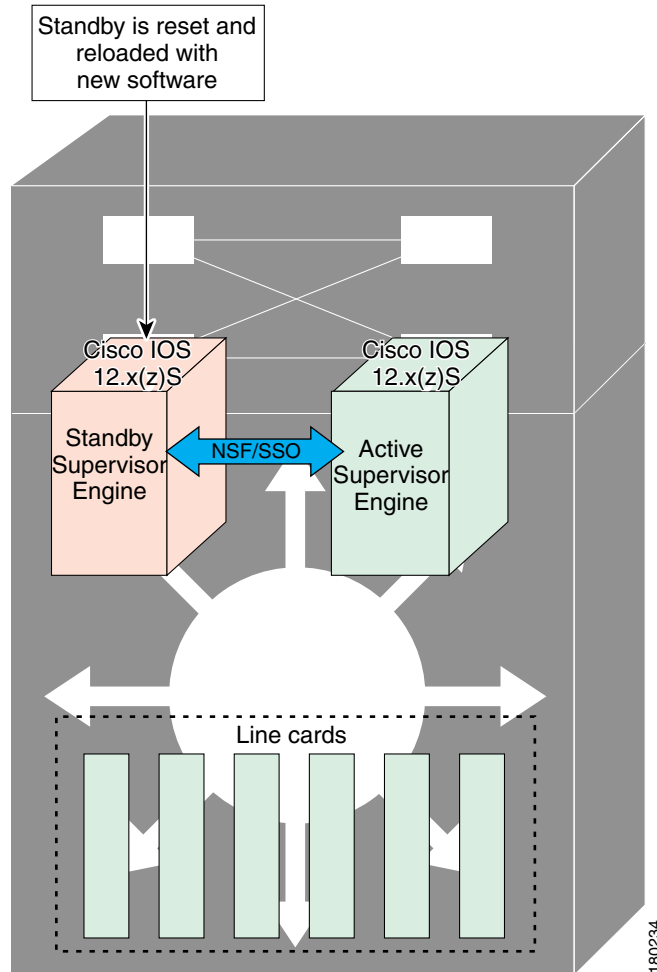 Standby is reset and
reloaded with
new software
Cisco IOS
12.x(z)S
Cisco IOS
12.x(z)S
Standby
Supervisor
Engine
NSF/SSO
Active
Supervisor
Engine
Line cards
180234